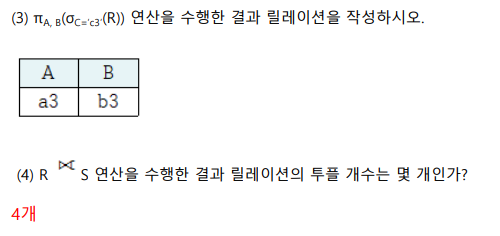 (3) πA, B(σC='c3'(R)) 연산을 수행한 결과 릴레이션을 작성하시오.
A B
a3 b3
(4) R ⋈ S 연산을 수행한 결과 릴레이션의 투플 개수는 몇 개인가?
4개